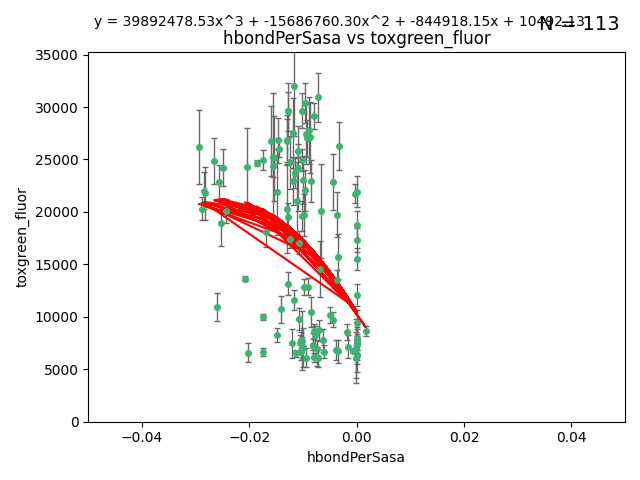 y = 39892478.53x^3 + -15686760.30x^2 + -844918.15x + 10492.13
N = 113
hbondPerSasa vs toxgreen_fluor
35000
30000
25000
20000
15000
10000
5000
0
toxgreen_fluor
−0.04
−0.02
0.00
0.02
0.04
hbondPerSasa